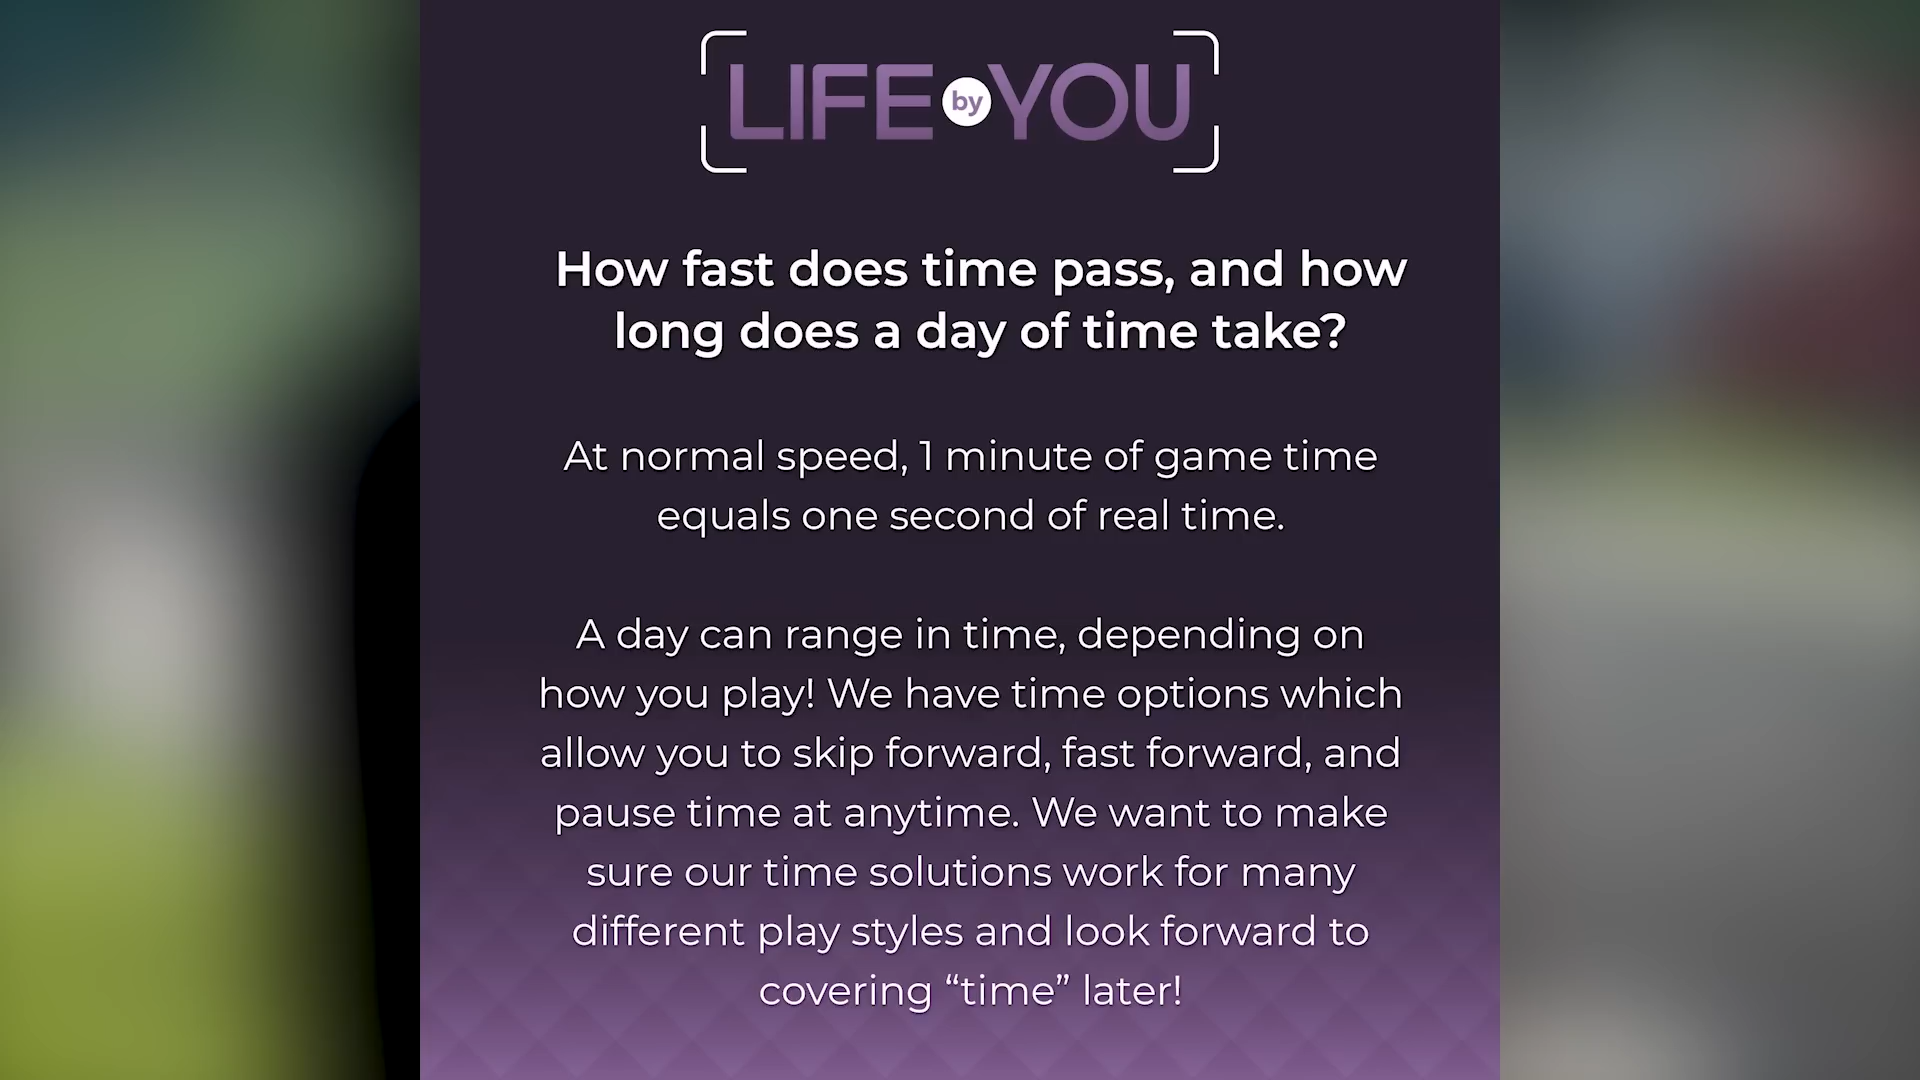 LIFE by YOU
How fast does time pass, and how
long does a day of time take?
At normal speed, 1 minute of game time
equals one second of real time.
A day can range in time, depending on
how you play! We have time options which
allow you to skip forward, fast forward, and
pause time at anytime. We want to make
sure our time solutions work for many
different play styles and look forward to
covering “time” later!